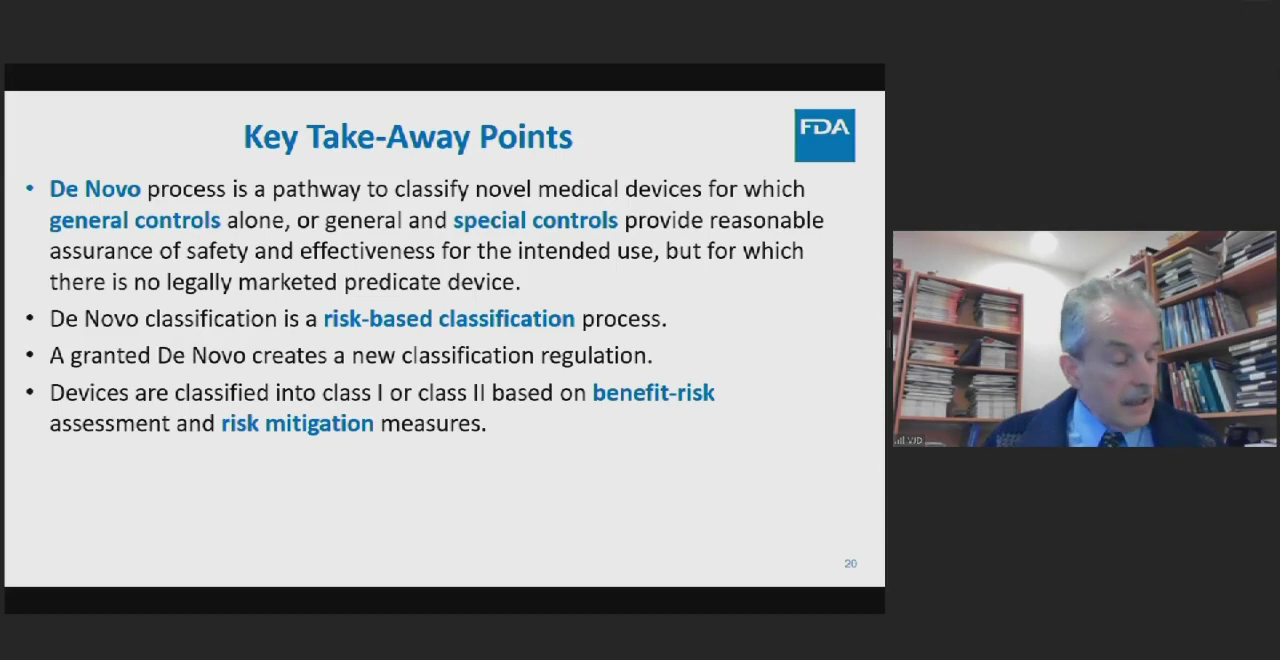 Key Take-Away Points
FDA
• De Novo process is a pathway to classify novel medical devices for which
general controls alone, or general and special controls provide reasonable
assurance of safety and effectiveness for the intended use, but for which
there is no legally marketed predicate device.
• De Novo classification is a risk-based classification process.
• A granted De Novo creates a new classification regulation.
• Devices are classified into class I or class II based on benefit-risk
assessment and risk mitigation measures.
20
VJD